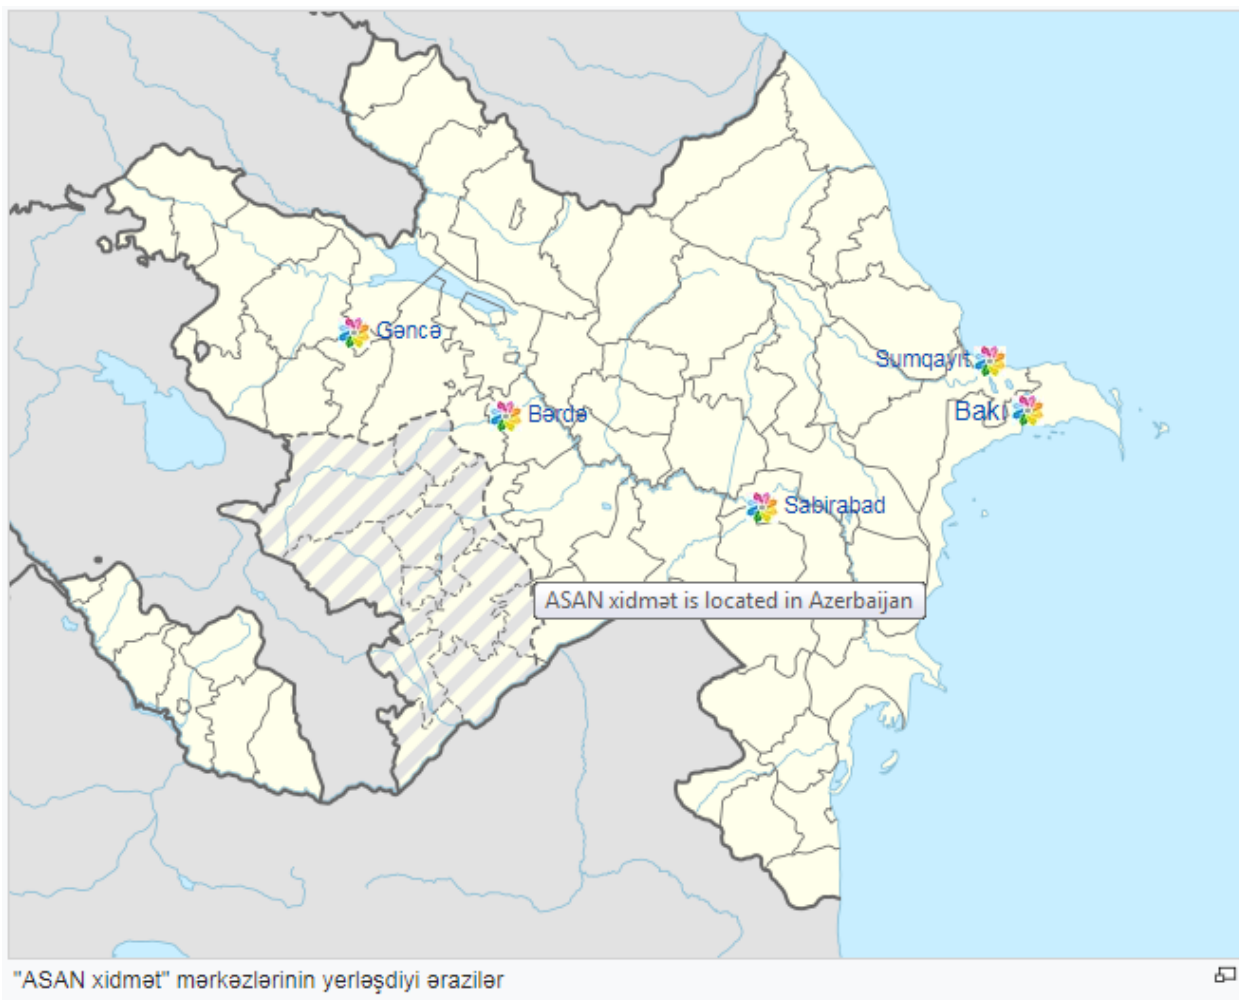 Gəncə
Sumqayıt
Bakı
Bərdə
Sabirabad
ASAN xidmət is located in Azerbaijan
"ASAN xidmət" mərkəzlərinin yerləşdiyi ərazilər